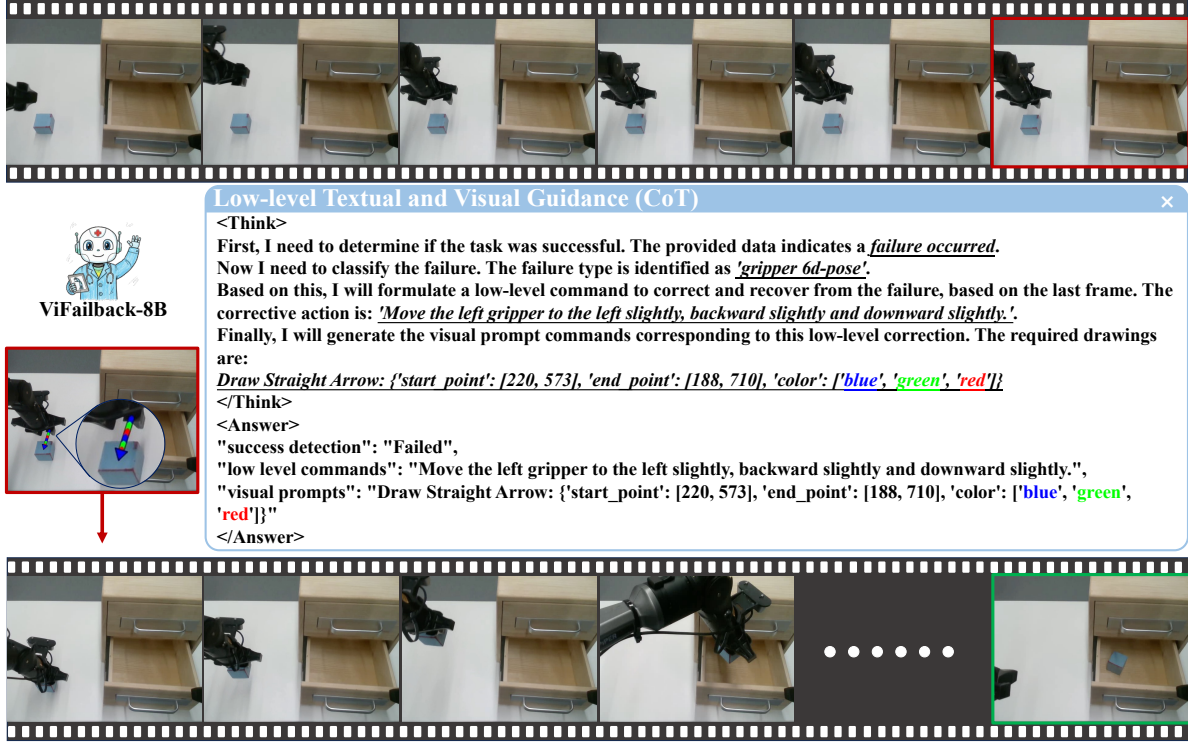 Low-level Textual and Visual Guidance (CoT)
×
<Think>
First, I need to determine if the task was successful. The provided data indicates a failure occurred.
Now I need to classify the failure. The failure type is identified as 'gripper 6d-pose'.
Based on this, I will formulate a low-level command to correct and recover from the failure, based on the last frame. The
corrective action is: 'Move the left gripper to the left slightly, backward slightly and downward slightly.'.
Finally, I will generate the visual prompt commands corresponding to this low-level correction. The required drawings
are:
Draw Straight Arrow: {'start_point': [220, 573], 'end_point': [188, 710], 'color': ['blue', 'green', 'red']}
</Think>
<Answer>
"success detection": "Failed",
"low level commands": "Move the left gripper to the left slightly, backward slightly and downward slightly.",
"visual prompts": "Draw Straight Arrow: {'start_point': [220, 573], 'end_point': [188, 710], 'color': ['blue', 'green',
'red']}"
</Answer>
ViFailback-8B